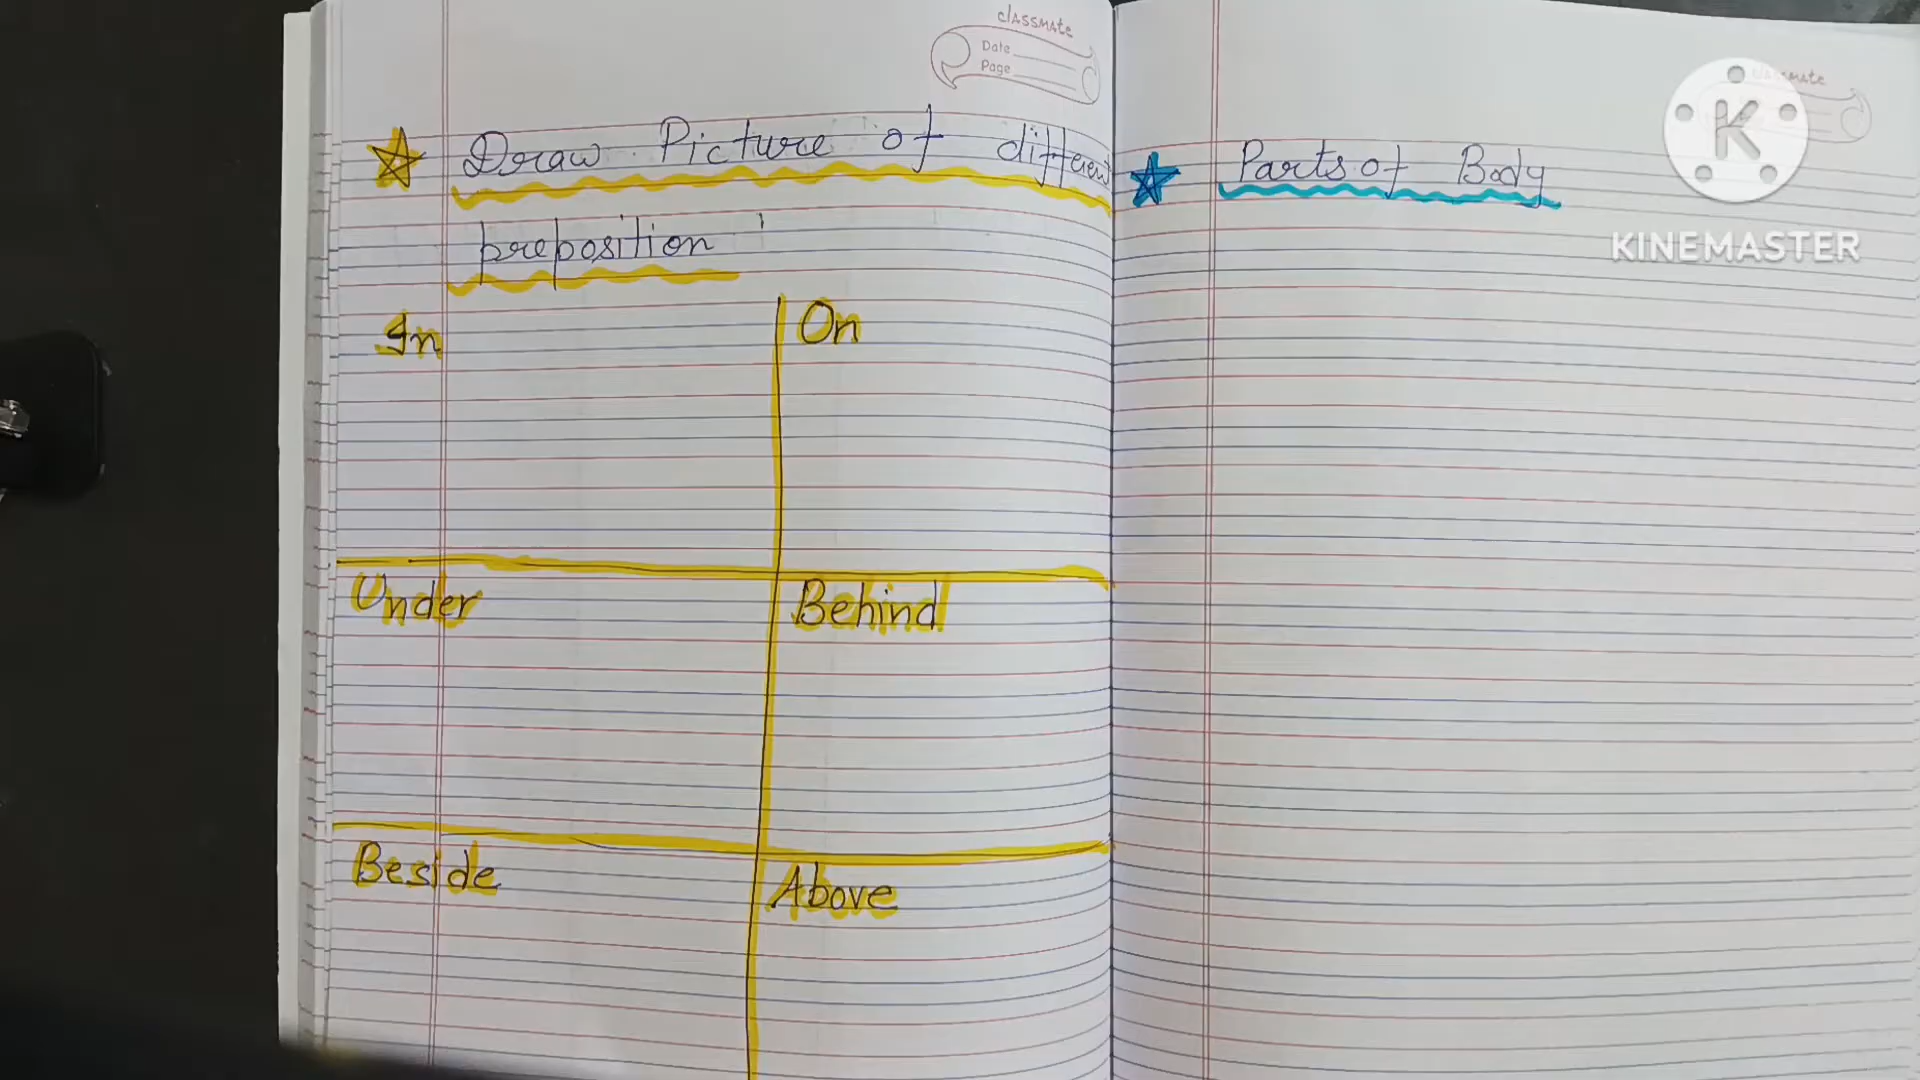 classmate
Date
Page
Draw Picture of different
preposition
In
On
Under
Behind
Beside
Above
Parts of Body
K
KINEMASTER